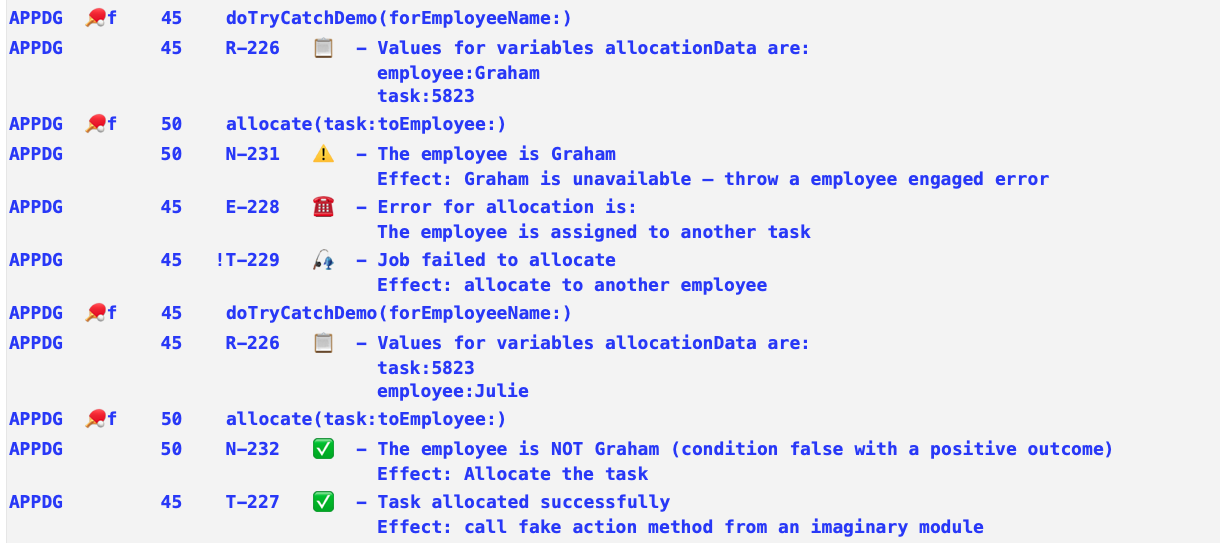 APPDG 🏓f 45 doTryCatchDemo(forEmployeeName:)
APPDG 45 R–226 📋 – Values for variables allocationData are:
employee:Graham
task:5823
APPDG 🏓f 50 allocate(task:toEmployee:)
APPDG 50 N–231 ⚠️ – The employee is Graham
Effect: Graham is unavailable – throw a employee engaged error
APPDG 45 E–228 ☎️ – Error for allocation is:
The employee is assigned to another task
APPDG 45 !T–229 🎣 – Job failed to allocate
Effect: allocate to another employee
APPDG 🏓f 45 doTryCatchDemo(forEmployeeName:)
APPDG 45 R–226 📋 – Values for variables allocationData are:
task:5823
employee:Julie
APPDG 🏓f 50 allocate(task:toEmployee:)
APPDG 50 N–232 ✅ – The employee is NOT Graham (condition false with a positive outcome)
Effect: Allocate the task
APPDG 45 T–227 ✅ – Task allocated successfully
Effect: call fake action method from an imaginary module